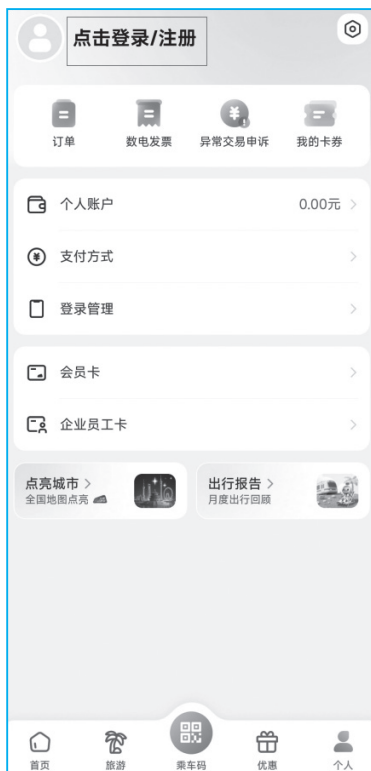 点击登录/注册
订单
数电发票
异常交易申诉
我的卡券
个人账户 0.00元
支付方式
登录管理
会员卡
企业员工卡
点亮城市
全国地图点亮
出行报告
月度出行回顾
首页
旅游
乘车码
优惠
个人